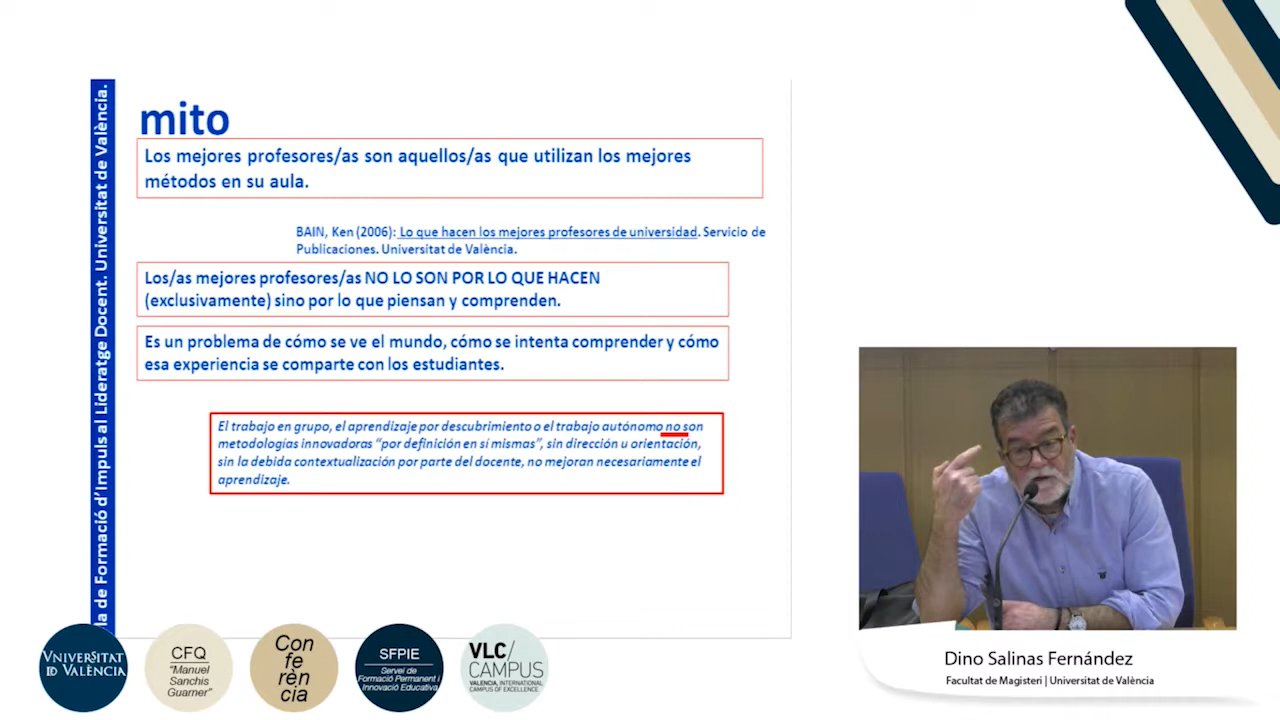 la de Formació d'Impuls al Lideratge Docent. Universitat de València.
mito
Los mejores profesores/as son aquellos/as que utilizan los mejores
métodos en su aula.
BAIN, Ken (2006): Lo que hacen los mejores profesores de universidad. Servicio de
Publicaciones. Universitat de València.
Los/as mejores profesores/as NO LO SON POR LO QUE HACEN
(exclusivamente) sino por lo que piensan y comprenden.
Es un problema de cómo se ve el mundo, cómo se intenta comprender y cómo
esa experiencia se comparte con los estudiantes.
El trabajo en grupo, el aprendizaje por descubrimiento o el trabajo autónomo no son
metodologías innovadoras “por definición en sí mismas”, sin dirección u orientación,
sin la debida contextualización por parte del docente, no mejoran necesariamente el
aprendizaje.
VNIVERSITAT
ID VALÈNCIA
CFQ
“Manuel
Sanchis
Guarner”
Con
fe
rèn
cia
SFPIE
Servei de
Formació Permanent i
Innovació Educativa
VLC/
CAMPUS
VALENCIA, INTERNATIONAL
CAMPUS OF EXCELLENCE
Dino Salinas Fernández
Facultat de Magisteri | Universitat de València